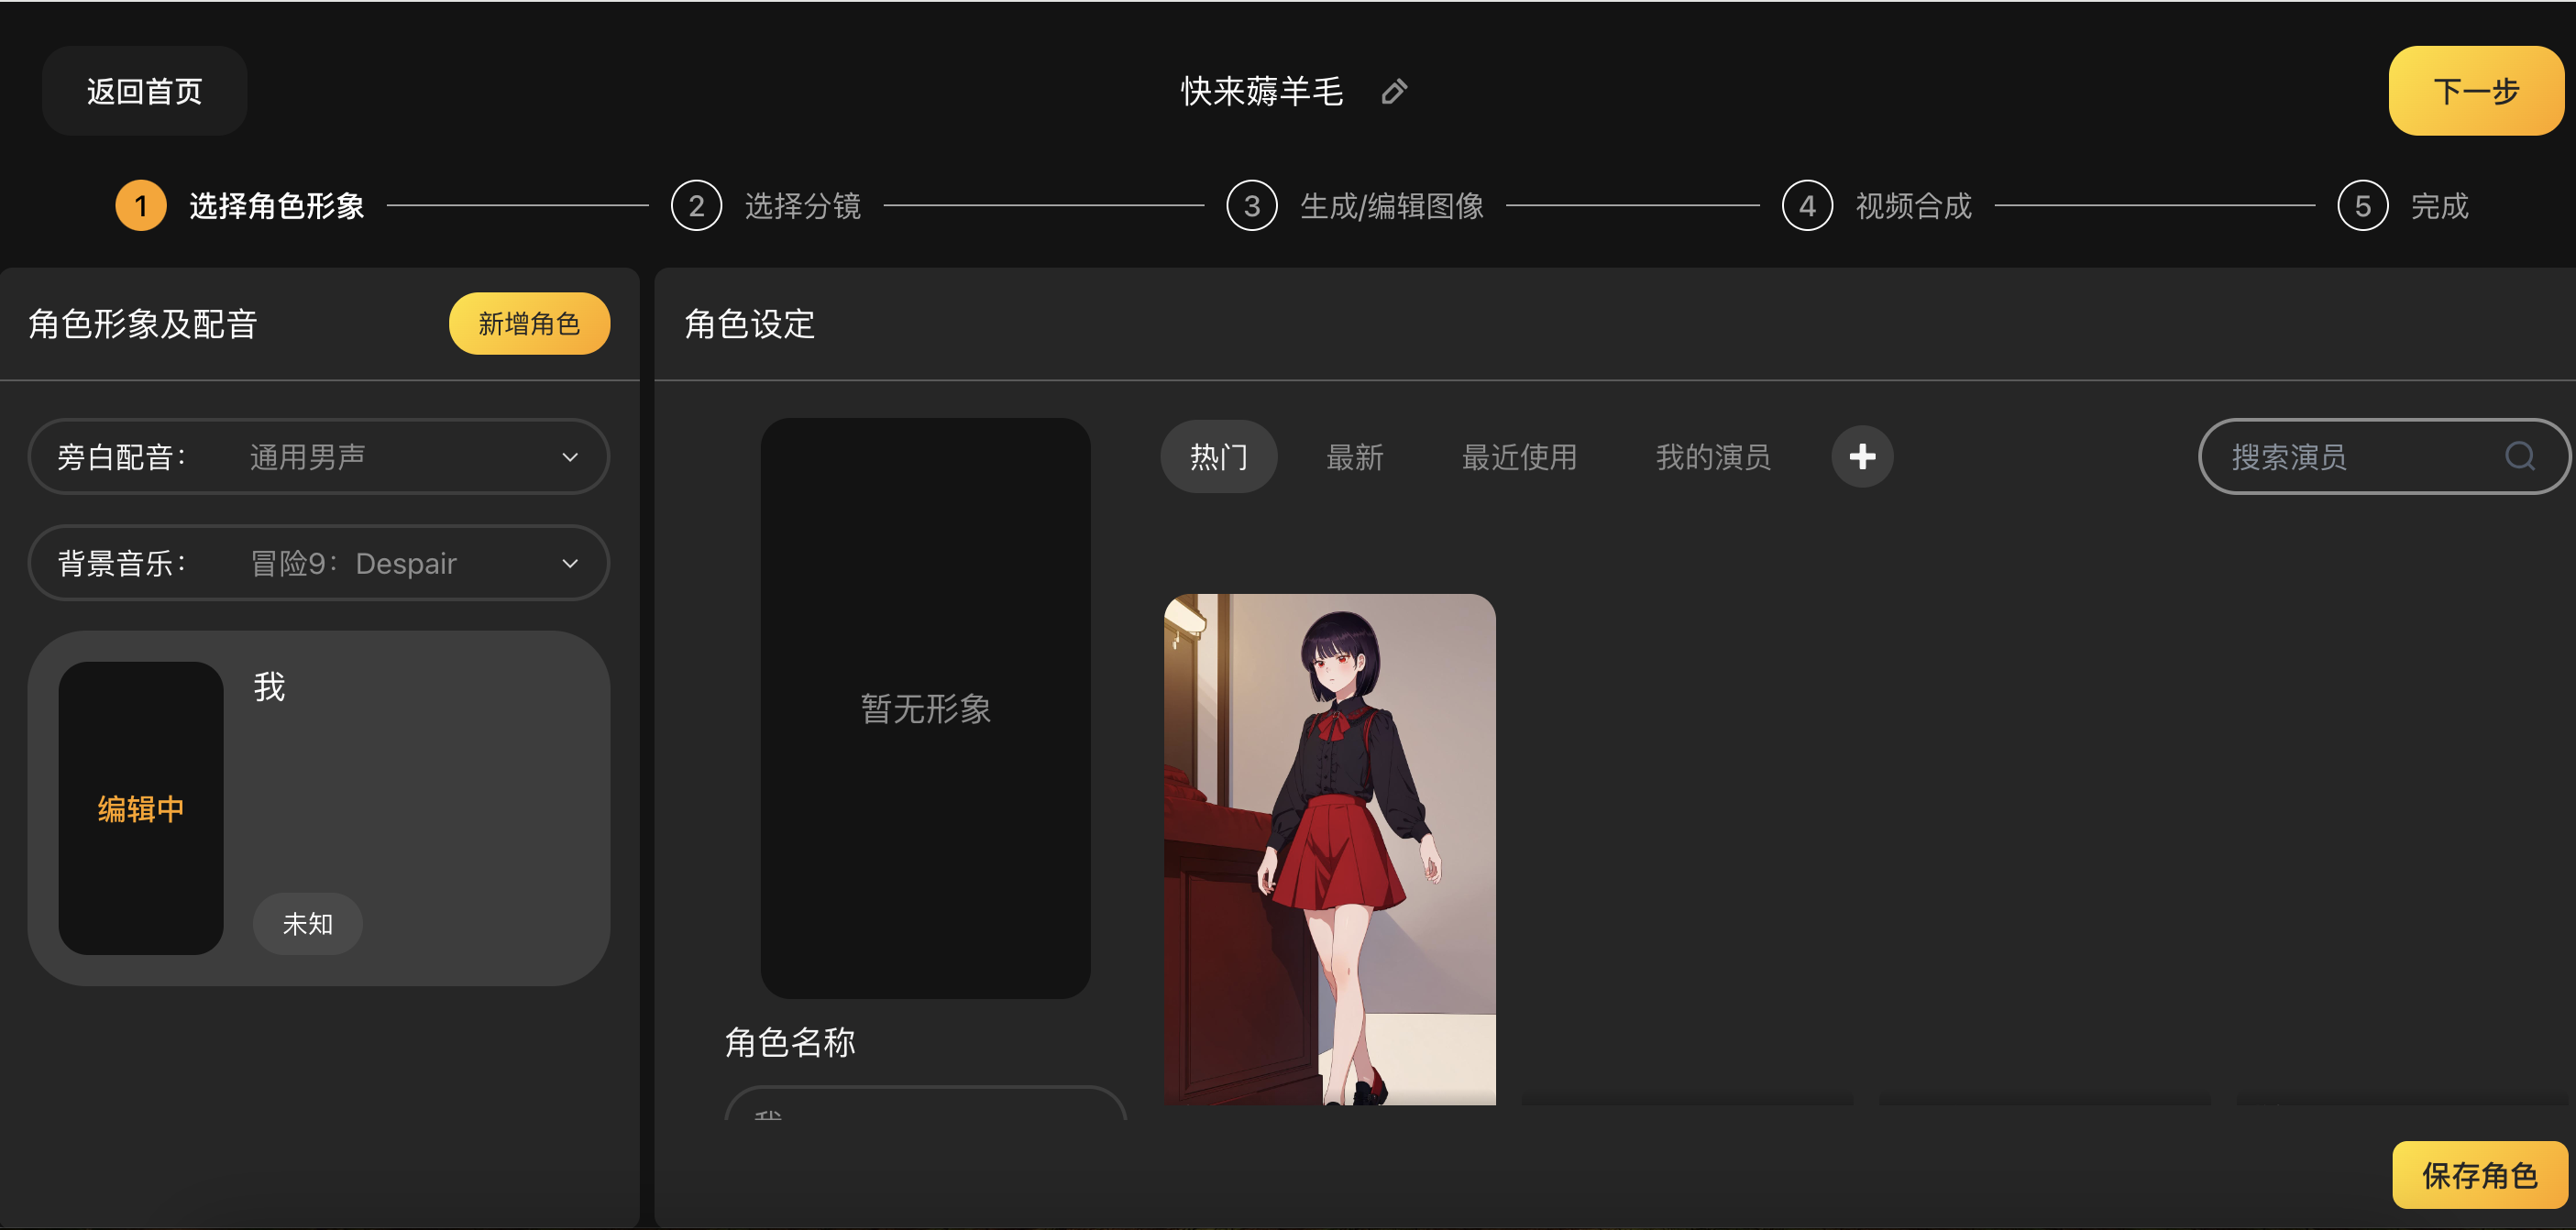 返回首页
快来薅羊毛
下一步
1 选择角色形象
2 选择分镜
3 生成/编辑图像
4 视频合成
5 完成
角色形象及配音
新增角色
旁白配音：
通用男声
背景音乐：
冒险9：Despair
我
编辑中
未知
角色设定
暂无形象
热门
最新
最近使用
我的演员
搜索演员
角色名称
我
保存角色